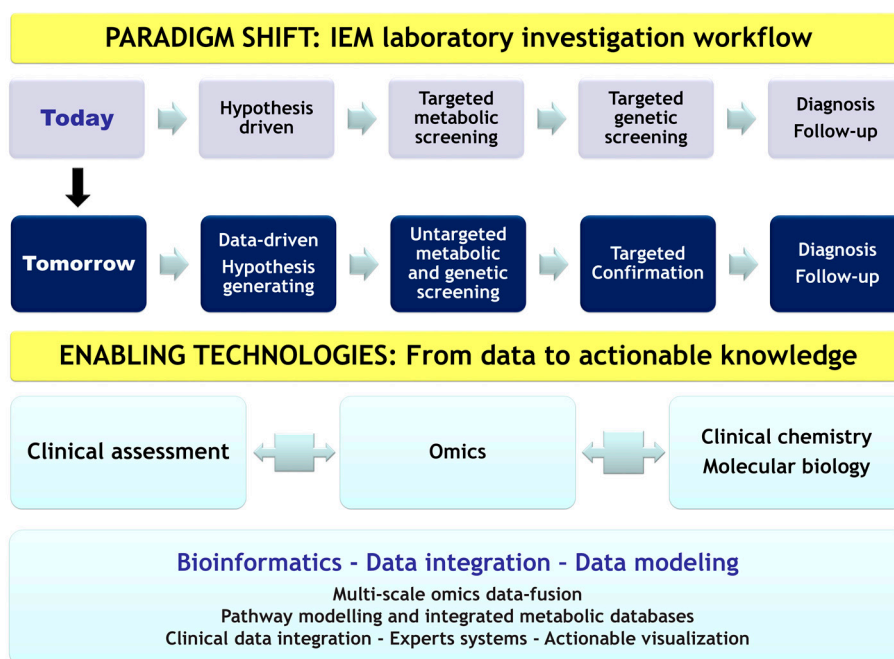 PARADIGM SHIFT: IEM laboratory investigation workflow
Today
Hypothesis
driven
Targeted
metabolic
screening
Targeted
genetic
screening
Diagnosis
Follow-up
Tomorrow
Data-driven
Hypothesis
generating
Untargeted
metabolic
and genetic
screening
Targeted
Confirmation
Diagnosis
Follow-up
ENABLING TECHNOLOGIES: From data to actionable knowledge
Clinical assessment
Omics
Clinical chemistry
Molecular biology
Bioinformatics - Data integration – Data modeling
Multi-scale omics data-fusion
Pathway modelling and integrated metabolic databases
Clinical data integration - Experts systems - Actionable visualization